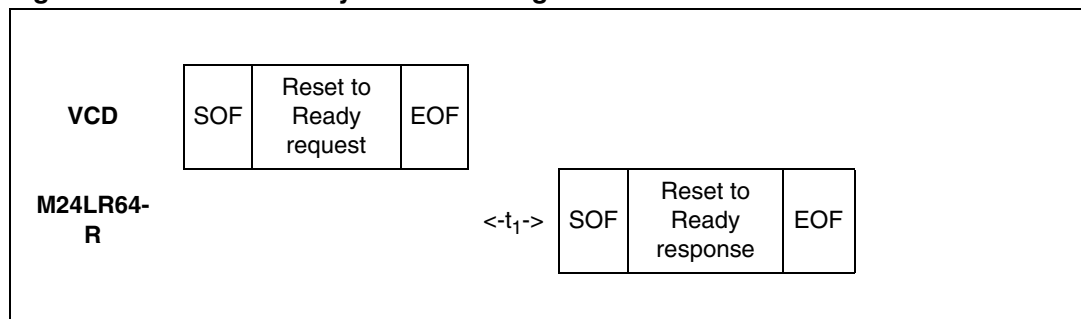 VCD
SOF
Reset to
Ready
request
EOF
M24LR64-
R
<-t₁->
SOF
Reset to
Ready
response
EOF